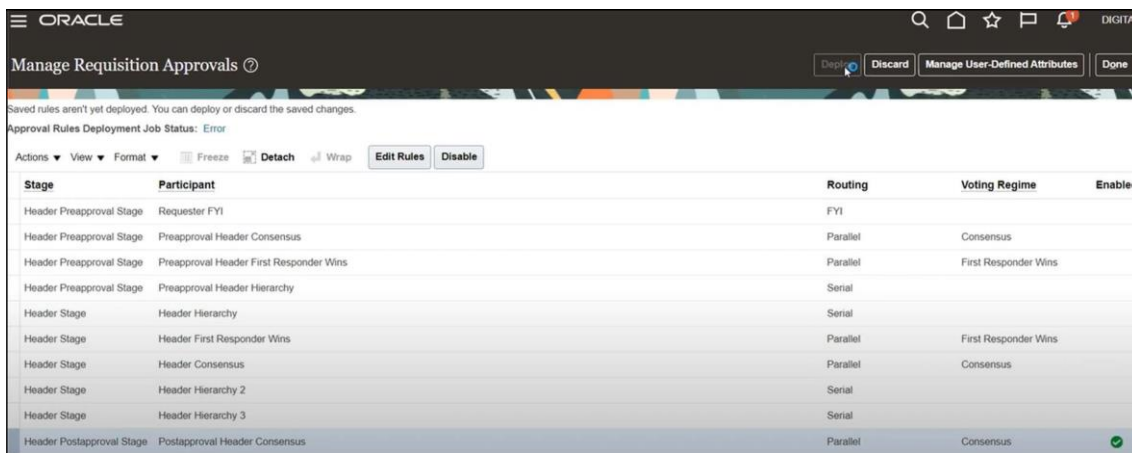 ORACLE
1
DIGITA
Manage Requisition Approvals
Deploy
Discard
Manage User-Defined Attributes
Done
Saved rules aren't yet deployed. You can deploy or discard the saved changes.
Approval Rules Deployment Job Status: Error
Actions View Format Freeze Detach Wrap Edit Rules Disable
Stage Participant Routing Voting Regime Enable
Header Preapproval Stage Requester FYI FYI
Header Preapproval Stage Preapproval Header Consensus Parallel Consensus
Header Preapproval Stage Preapproval Header First Responder Wins Parallel First Responder Wins
Header Preapproval Stage Preapproval Header Hierarchy Serial
Header Stage Header Hierarchy Serial
Header Stage Header First Responder Wins Parallel First Responder Wins
Header Stage Header Consensus Parallel Consensus
Header Stage Header Hierarchy 2 Serial
Header Stage Header Hierarchy 3 Serial
Header Postapproval Stage Postapproval Header Consensus Parallel Consensus